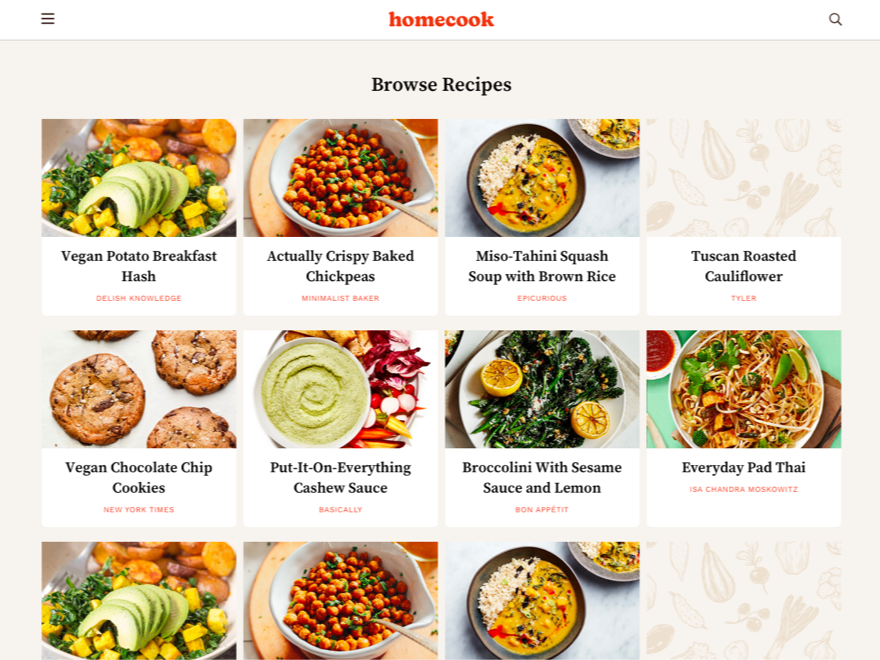 homecook
Browse Recipes
Vegan Potato Breakfast
Hash
DELISH KNOWLEDGE
Actually Crispy Baked
Chickpeas
MINIMALIST BAKER
Miso-Tahini Squash
Soup with Brown Rice
EPICURIOUS
Tuscan Roasted
Cauliflower
TYLER
Vegan Chocolate Chip
Cookies
NEW YORK TIMES
Put-It-On-Everything
Cashew Sauce
BASICALLY
Broccolini With Sesame
Sauce and Lemon
BON APPÉTIT
Everyday Pad Thai
ISA CHANDRA MOSKOWITZ